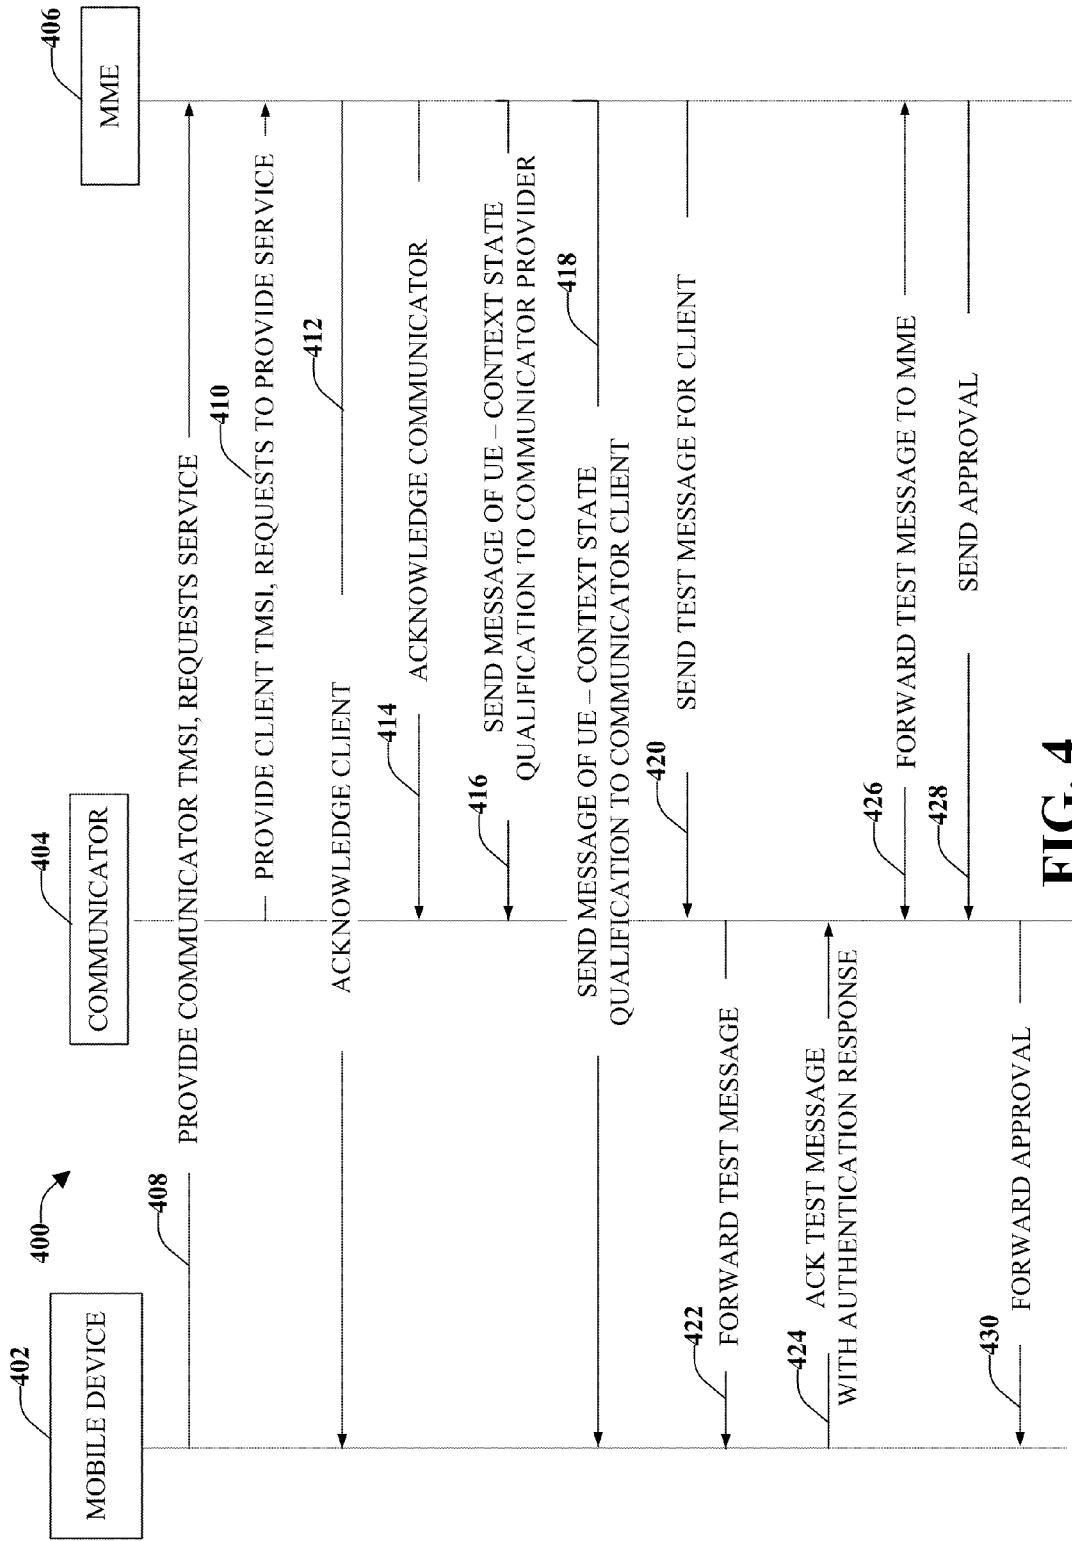 400
402
MOBILE DEVICE
404
COMMUNICATOR
406
MME
408
PROVIDE COMMUNICATOR TMSI, REQUESTS SERVICE
410
PROVIDE CLIENT TMSI, REQUESTS TO PROVIDE SERVICE
412
ACKNOWLEDGE CLIENT
414
ACKNOWLEDGE COMMUNICATOR
416
SEND MESSAGE OF UE – CONTEXT STATE
QUALIFICATION TO COMMUNICATOR PROVIDER
418
SEND MESSAGE OF UE – CONTEXT STATE
QUALIFICATION TO COMMUNICATOR CLIENT
420
SEND TEST MESSAGE FOR CLIENT
422
FORWARD TEST MESSAGE
424
ACK TEST MESSAGE
WITH AUTHENTICATION RESPONSE
426
FORWARD TEST MESSAGE TO MME
428
SEND APPROVAL
430
FORWARD APPROVAL
FIG. 4